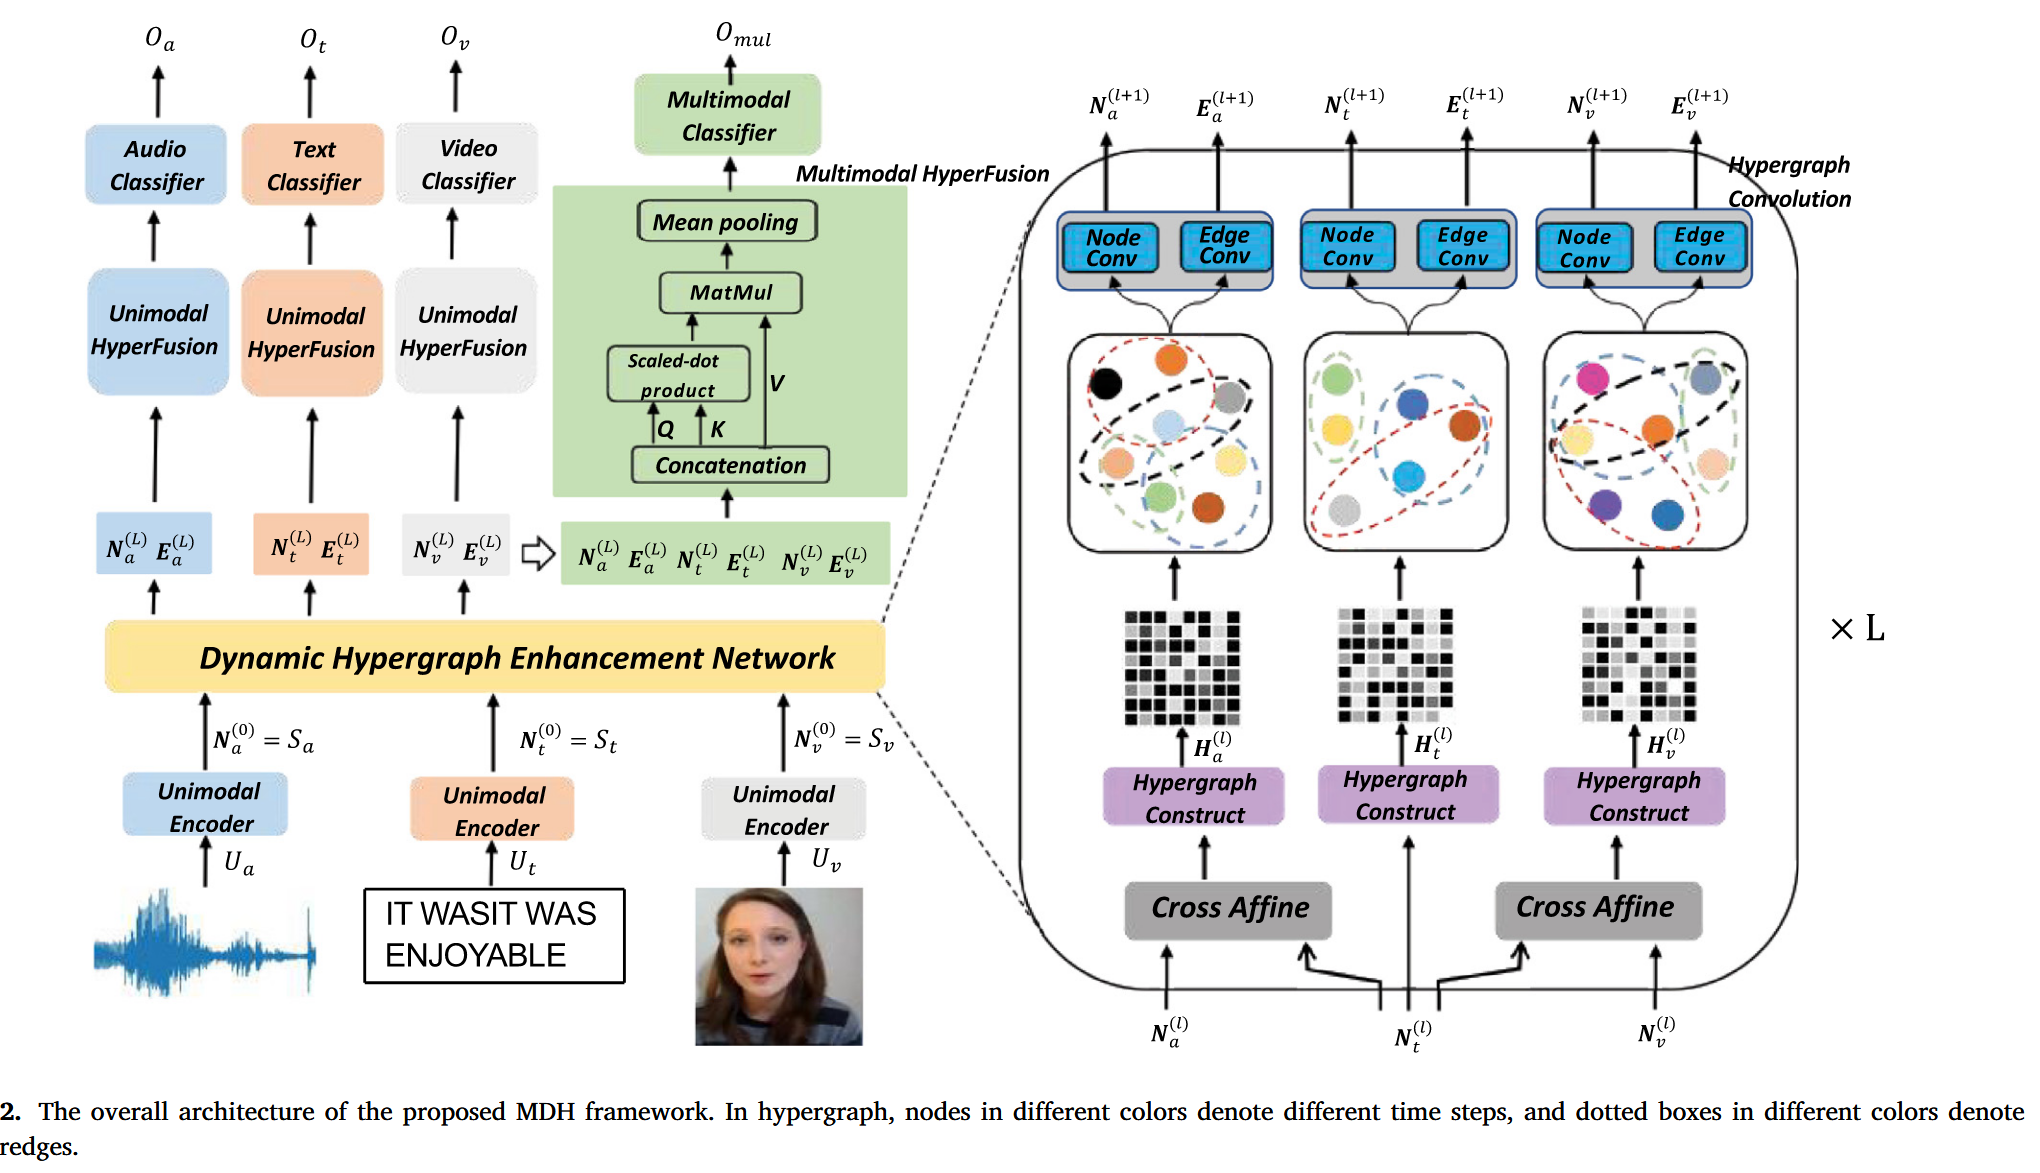 O_a
O_t
O_v
O_mul
Audio
Classifier
Text
Classifier
Video
Classifier
Multimodal
Classifier
Multimodal HyperFusion
Unimodal
HyperFusion
Unimodal
HyperFusion
Unimodal
HyperFusion
Mean pooling
MatMul
Scaled-dot
product
V
Q
K
Concatenation
N_a^(L) E_a^(L)
N_t^(L) E_t^(L)
N_v^(L) E_v^(L)
N_a^(L) E_a^(L) N_t^(L) E_t^(L) N_v^(L) E_v^(L)
Dynamic Hypergraph Enhancement Network
N_a^(0) = S_a
N_t^(0) = S_t
N_v^(0) = S_v
Unimodal
Encoder
Unimodal
Encoder
Unimodal
Encoder
U_a
U_t
U_v
IT WASIT WAS
ENJOYABLE
N_a^(l+1)
E_a^(l+1)
N_t^(l+1)
E_t^(l+1)
N_v^(l+1)
E_v^(l+1)
Hypergraph
Convolution
Node
Conv
Edge
Conv
Node
Conv
Edge
Conv
Node
Conv
Edge
Conv
× L
H_a^(l)
H_t^(l)
H_v^(l)
Hypergraph
Construct
Hypergraph
Construct
Hypergraph
Construct
Cross Affine
Cross Affine
N_a^(l)
N_t^(l)
N_v^(l)
2. The overall architecture of the proposed MDH framework. In hypergraph, nodes in different colors denote different time steps, and dotted boxes in different colors denote
redges.